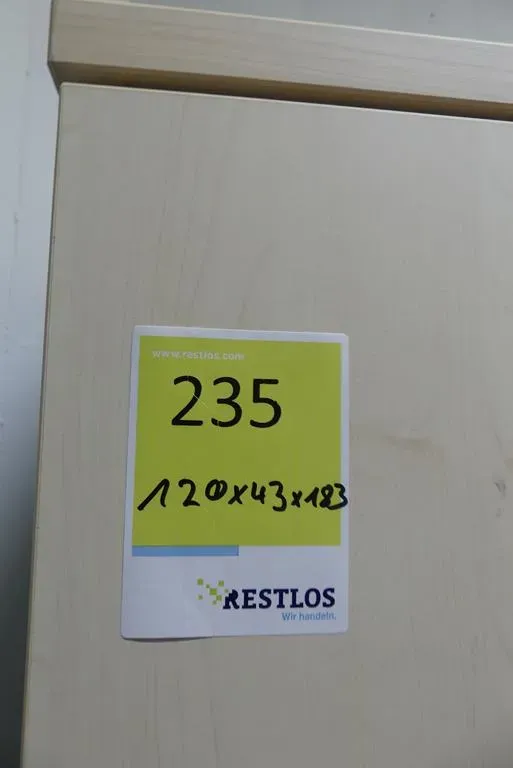 www.restlos.com
235
120x43x183
RESTLOS
Wir handeln.